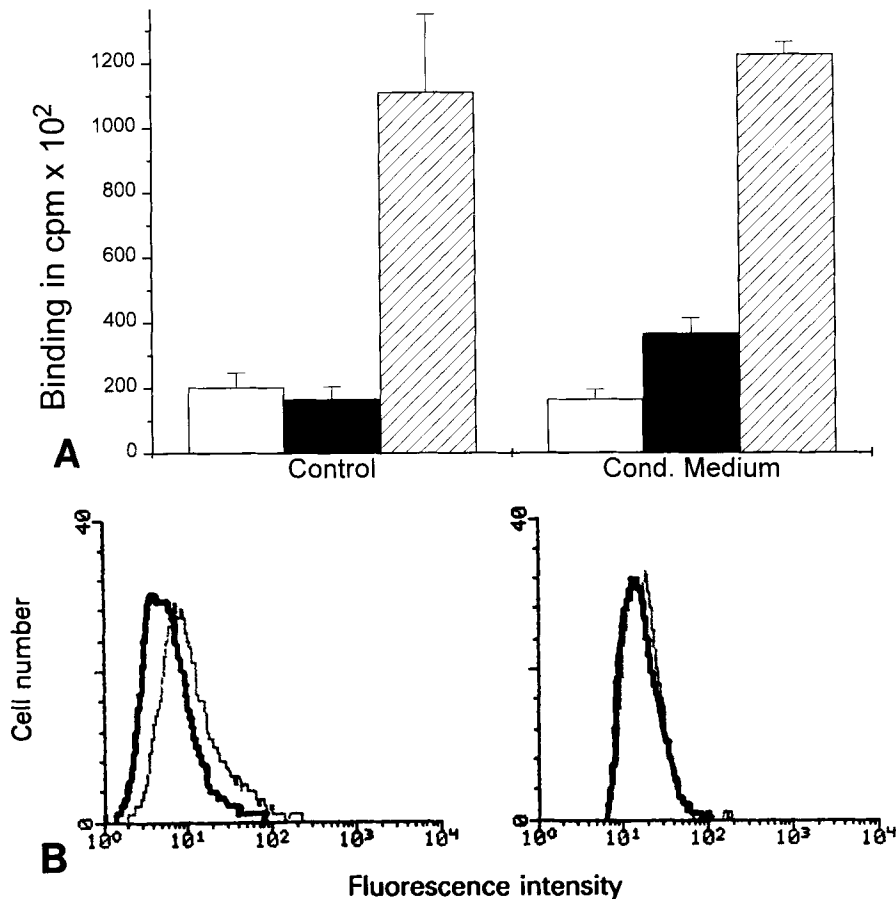 Binding in cpm x 10²
1200
1000
800
600
400
200
0
A
Control Cond. Medium
40 40
Cell number
0 0
10⁰ 10¹ 10² 10³ 10⁴ 10⁰ 10¹ 10² 10³ 10⁴
B
Fluorescence intensity